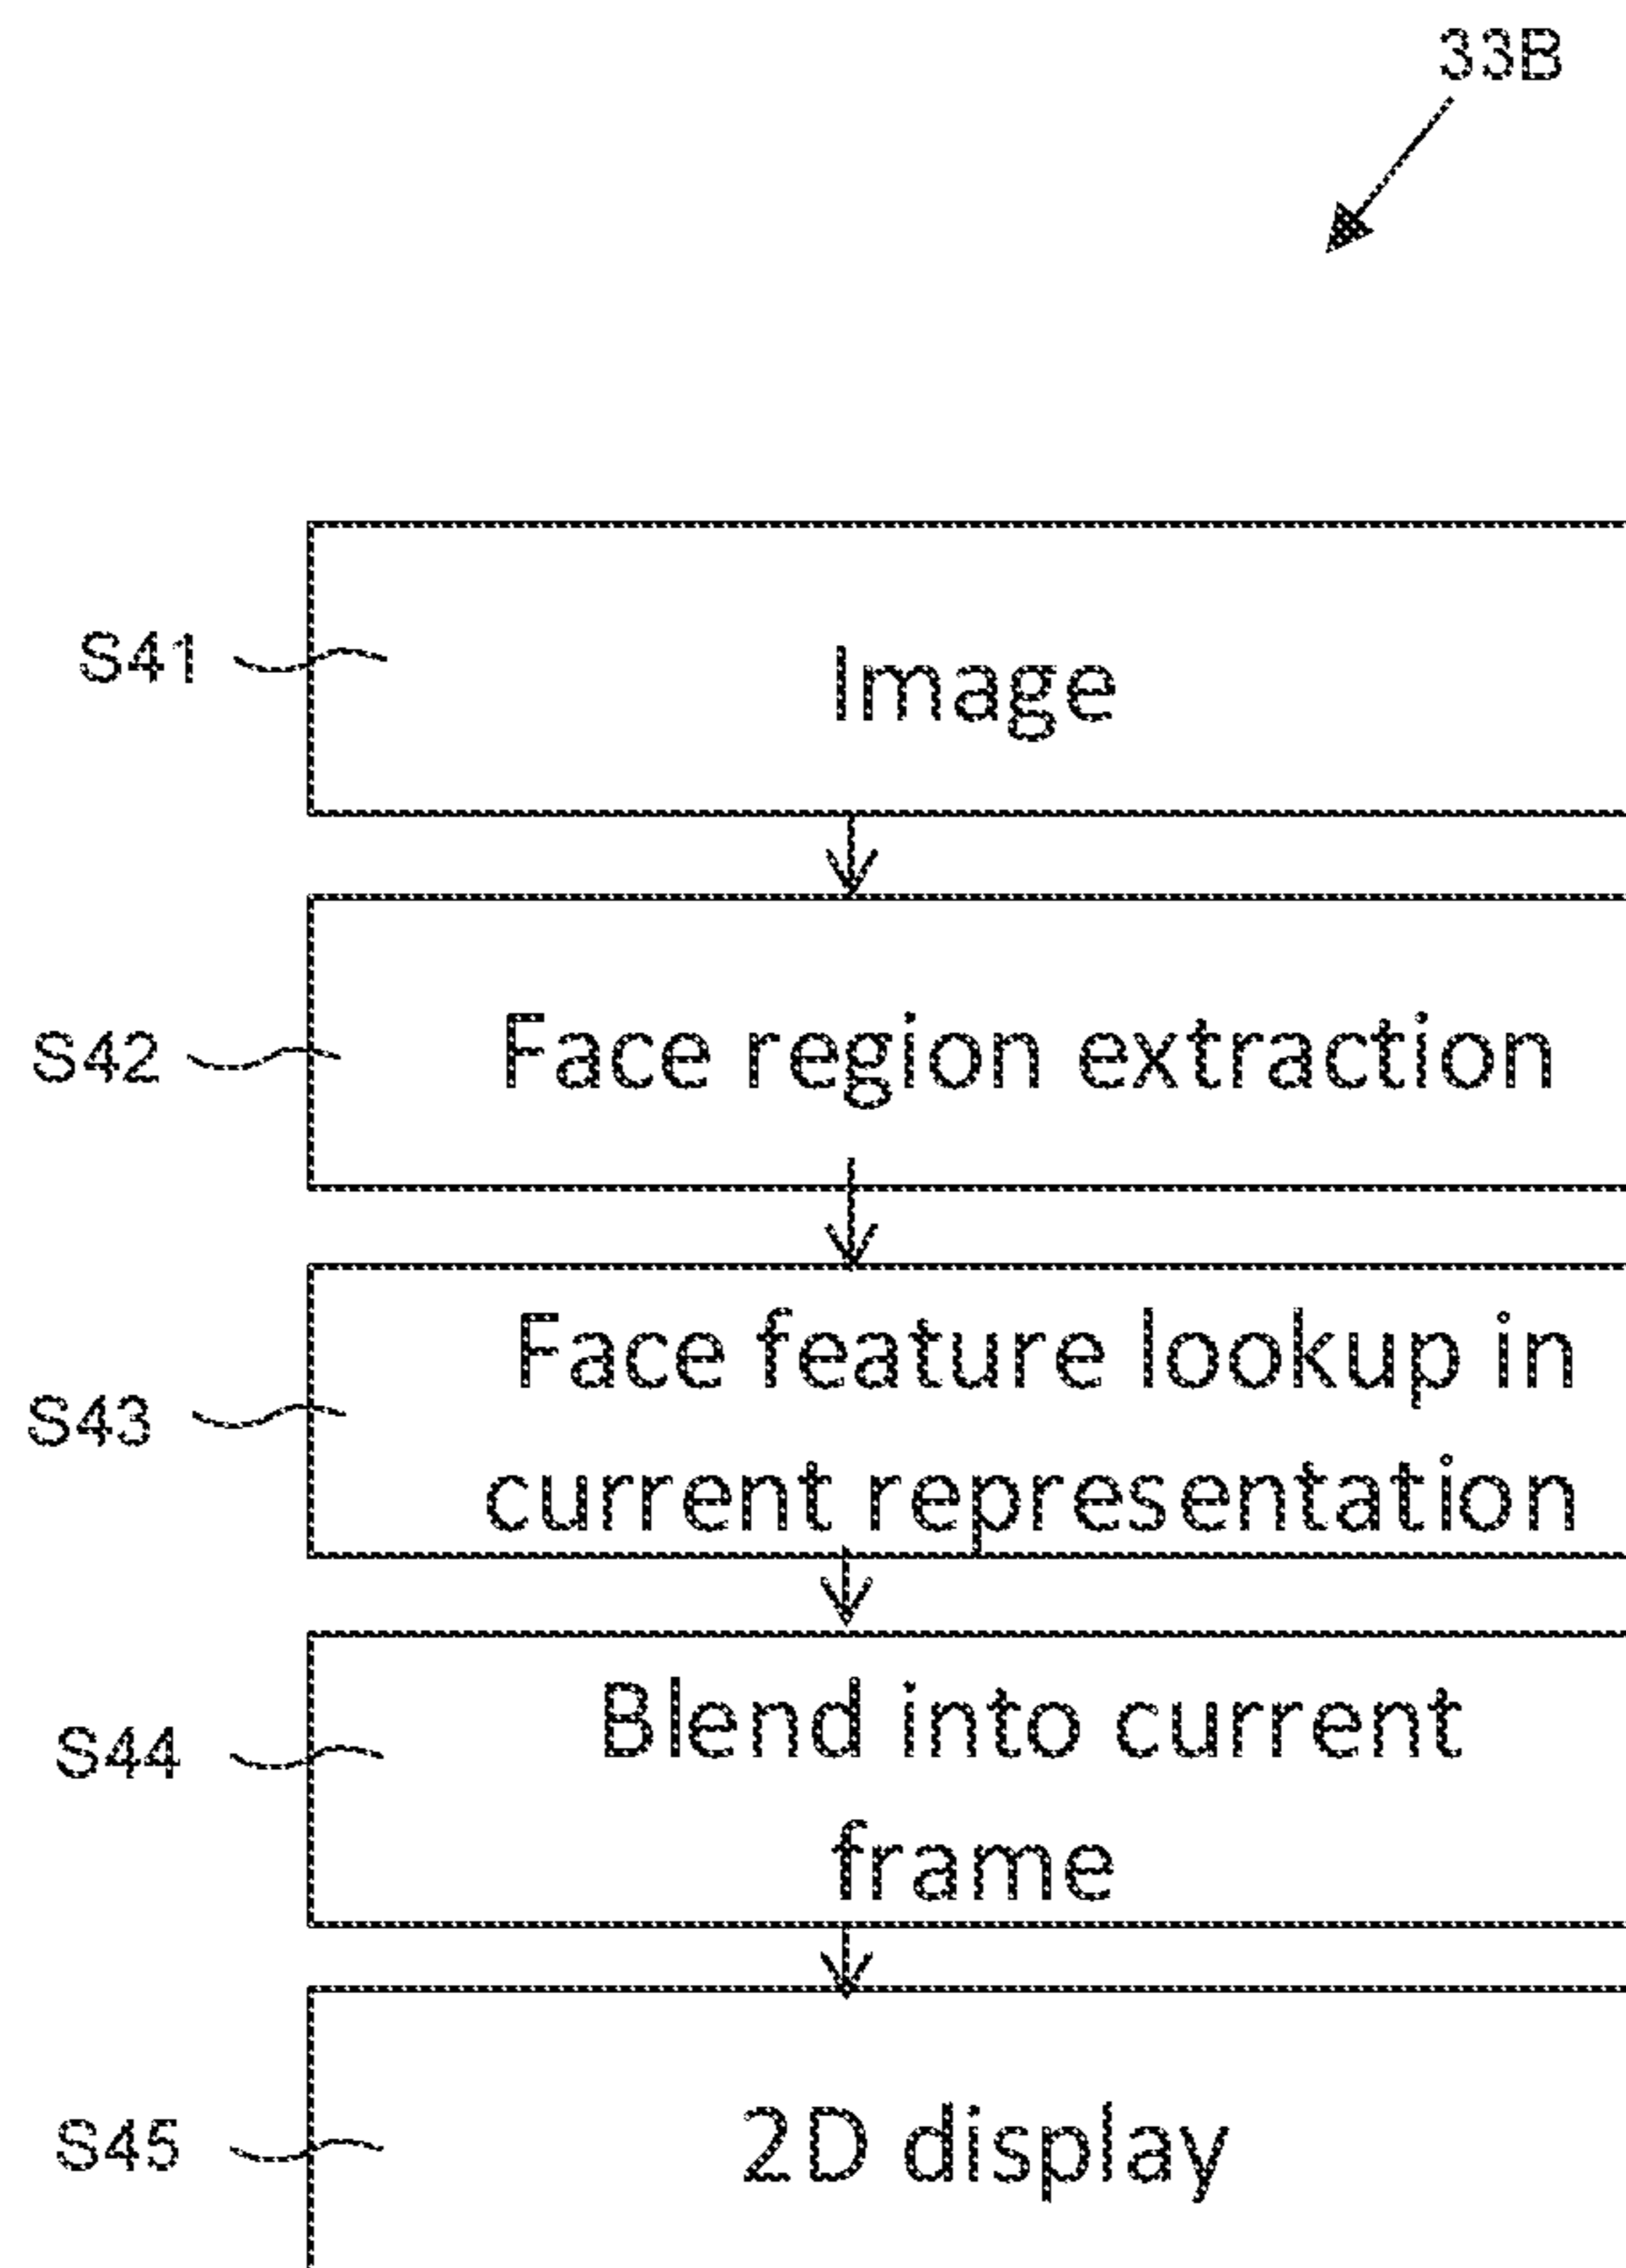 33B
S41
Image
S42
Face region extraction
S43
Face feature lookup in
current representation
S44
Blend into current
frame
S45
2D display